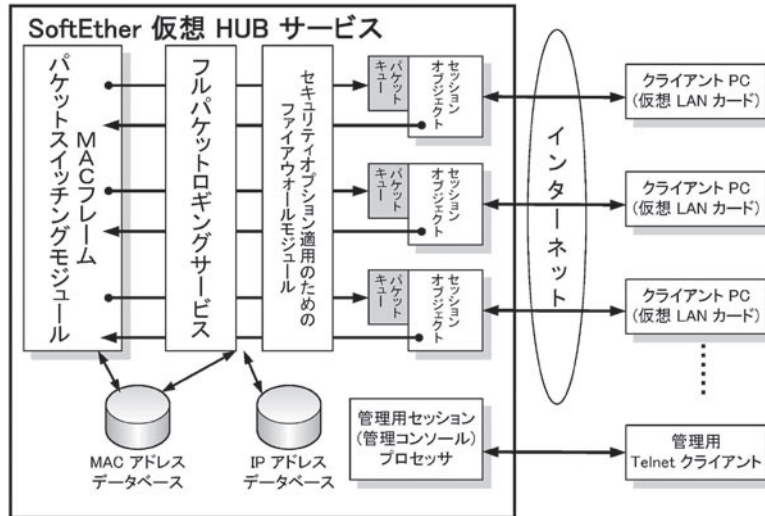 SoftEther 仮想 HUB サービス
MACフレーム
パケットスイッチングモジュール
フルパケットロギングサービス
セキュリティオプション適用のための
ファイアウォールモジュール
パケット
キュー
セッション
オブジェクト
パケット
キュー
セッション
オブジェクト
パケット
キュー
セッション
オブジェクト
インターネット
クライアント PC
(仮想 LAN カード)
クライアント PC
(仮想 LAN カード)
クライアント PC
(仮想 LAN カード)
MAC アドレス
データベース
IP アドレス
データベース
管理用セッション
(管理コンソール)
プロセッサ
管理用
Telnet クライアント